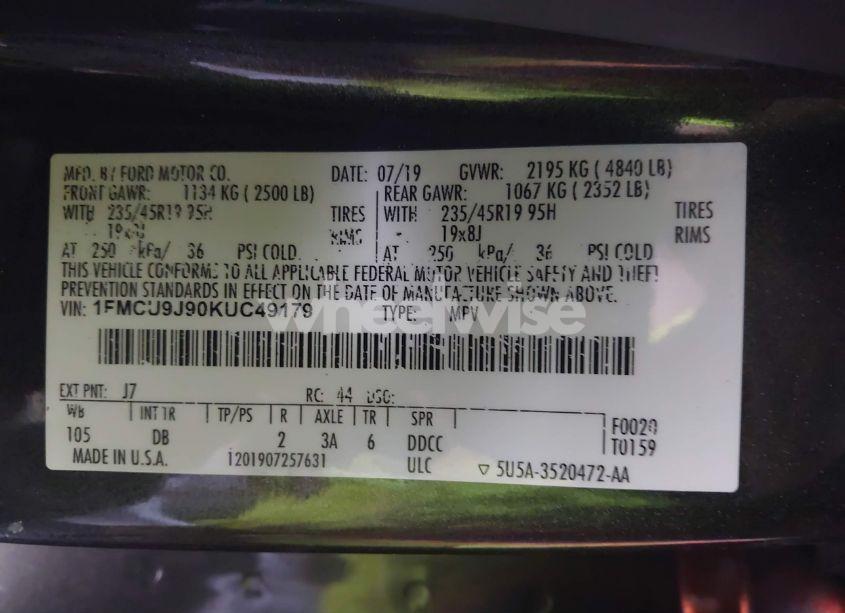 MFD. BY FORD MOTOR CO. DATE: 07/19 GVWR: 2195 KG ( 4840 LB)
FRONT GAWR: 1134 KG ( 2500 LB) REAR GAWR: 1067 KG ( 2352 LB)
WITH 235/45R19 95H TIRES WITH 235/45R19 95H TIRES
19x8J RIMS 19x8J RIMS
AT 250 kPa/ 36 PSI COLD AT 250 kPa/ 36 PSI COLD
THIS VEHICLE CONFORMS TO ALL APPLICABLE FEDERAL MOTOR VEHICLE SAFETY AND THEFT
PREVENTION STANDARDS IN EFFECT ON THE DATE OF MANUFACTURE SHOWN ABOVE.
VIN: 1FMCU9J90KUC49179 TYPE: MPV
wheelwise
EXT PNT: J7 RC: 44 DSO:
WB INT TR TP/PS R AXLE TR SPR F0020
105 DB 2 3A 6 DDCC T0159
MADE IN U.S.A. 1201907257631 ULC 5U5A-3520472-AA